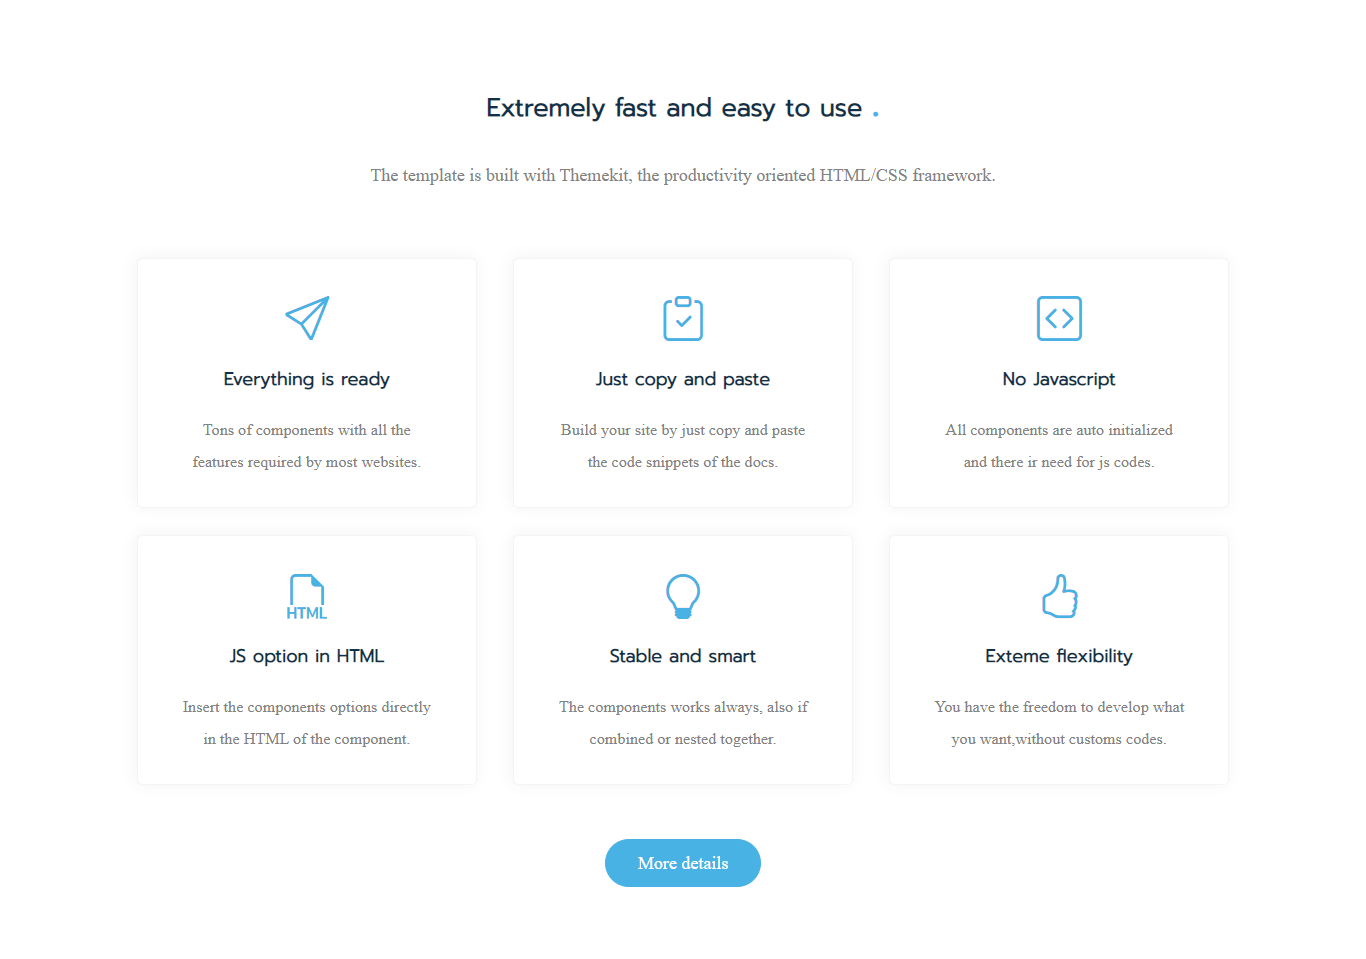 Extremely fast and easy to use .
The template is built with Themekit, the productivity oriented HTML/CSS framework.
Everything is ready
Tons of components with all the
features required by most websites.
Just copy and paste
Build your site by just copy and paste
the code snippets of the docs.
No Javascript
All components are auto initialized
and there ir need for js codes.
HTML
JS option in HTML
Insert the components options directly
in the HTML of the component.
Stable and smart
The components works always, also if
combined or nested together.
Exteme flexibility
You have the freedom to develop what
you want,without customs codes.
More details